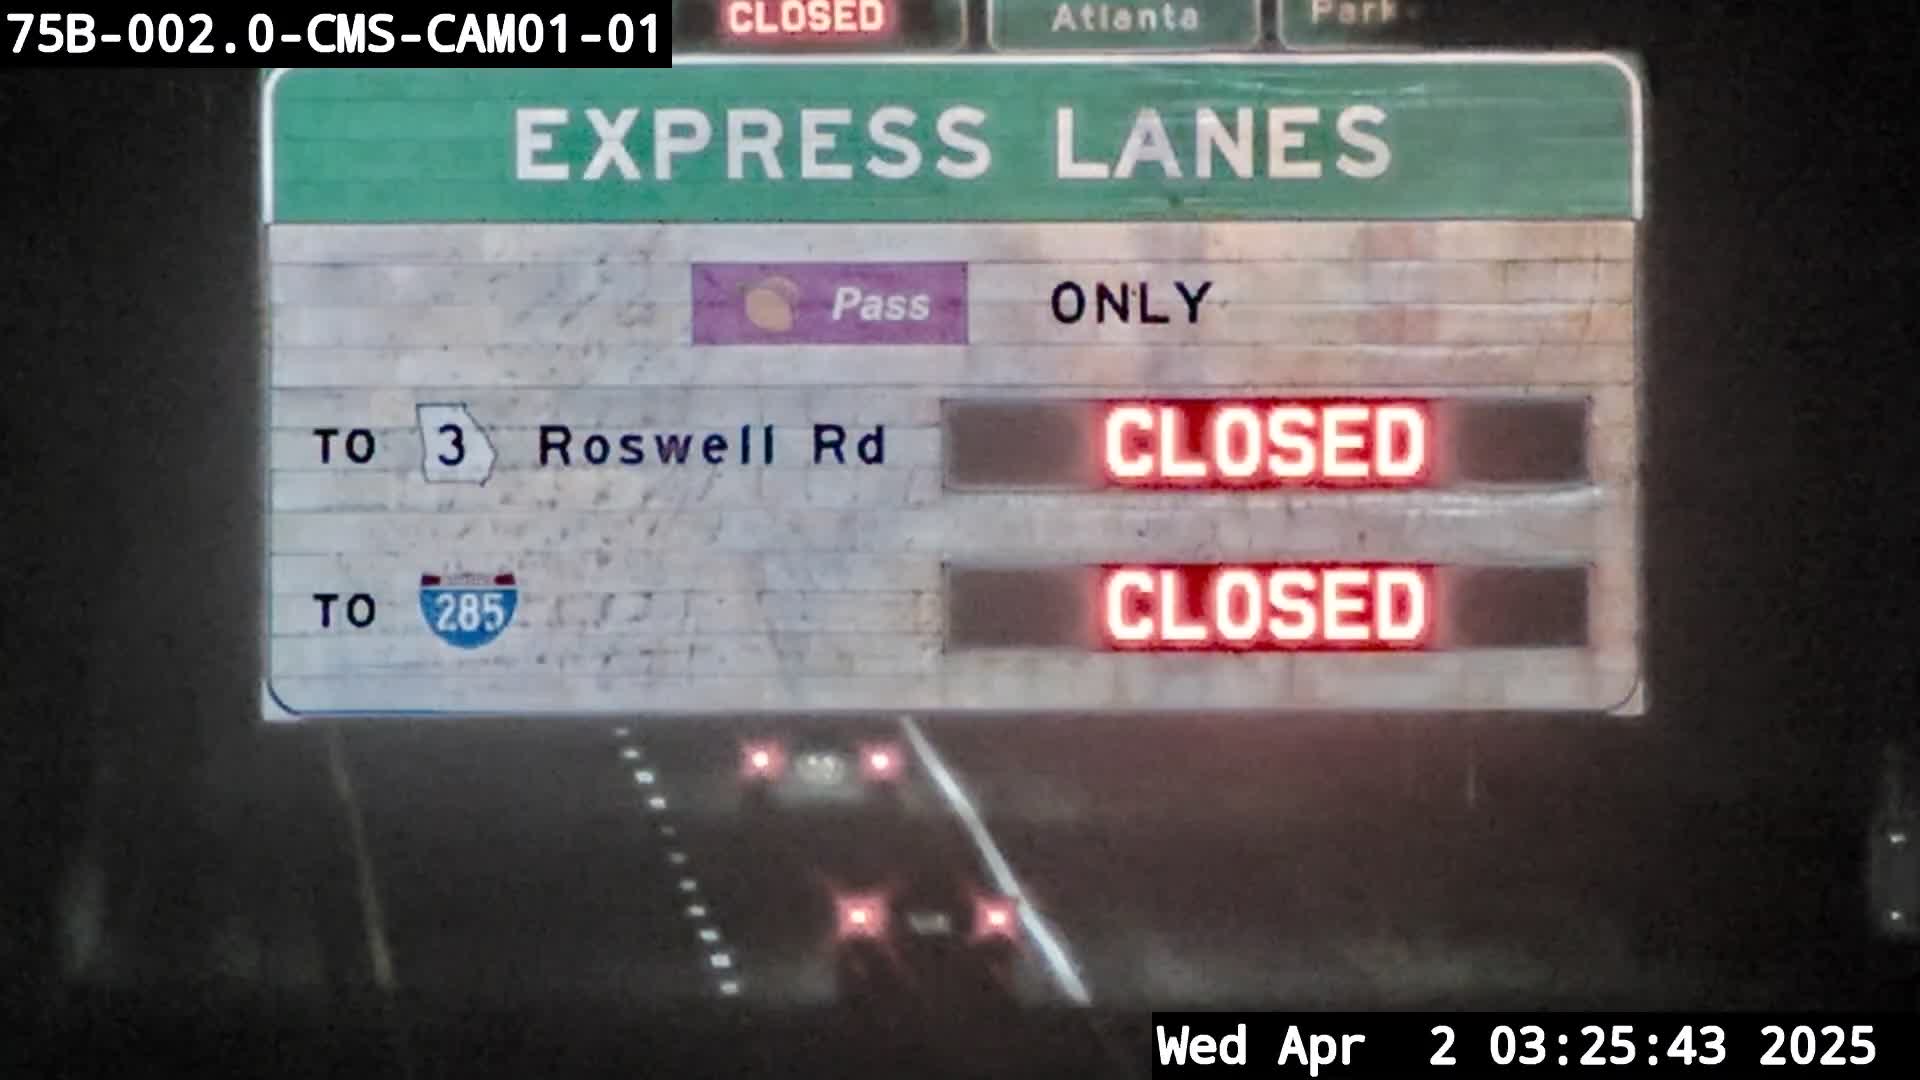 75B-002.0-CMS-CAM01-01
CLOSED
Atlanta
Park
EXPRESS LANES
Pass ONLY
TO 3 Roswell Rd CLOSED
TO 285 CLOSED
Wed Apr 2 03:25:43 2025